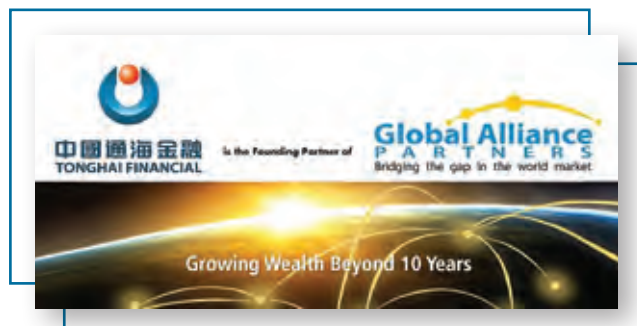 中國通海金融
TONGHAI FINANCIAL
is the Founding Partner of
Global Alliance
PARTNERS
Bridging the gap in the world market
Growing Wealth Beyond 10 Years